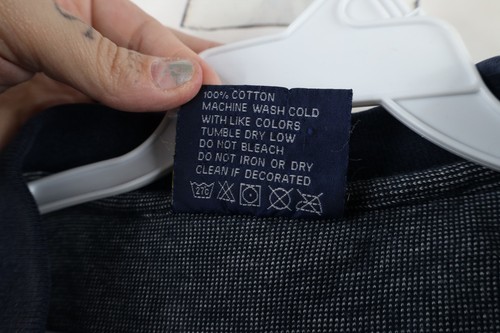 100% COTTON
MACHINE WASH COLD
WITH LIKE COLORS
TUMBLE DRY LOW
DO NOT BLEACH
DO NOT IRON OR DRY
CLEAN IF DECORATED